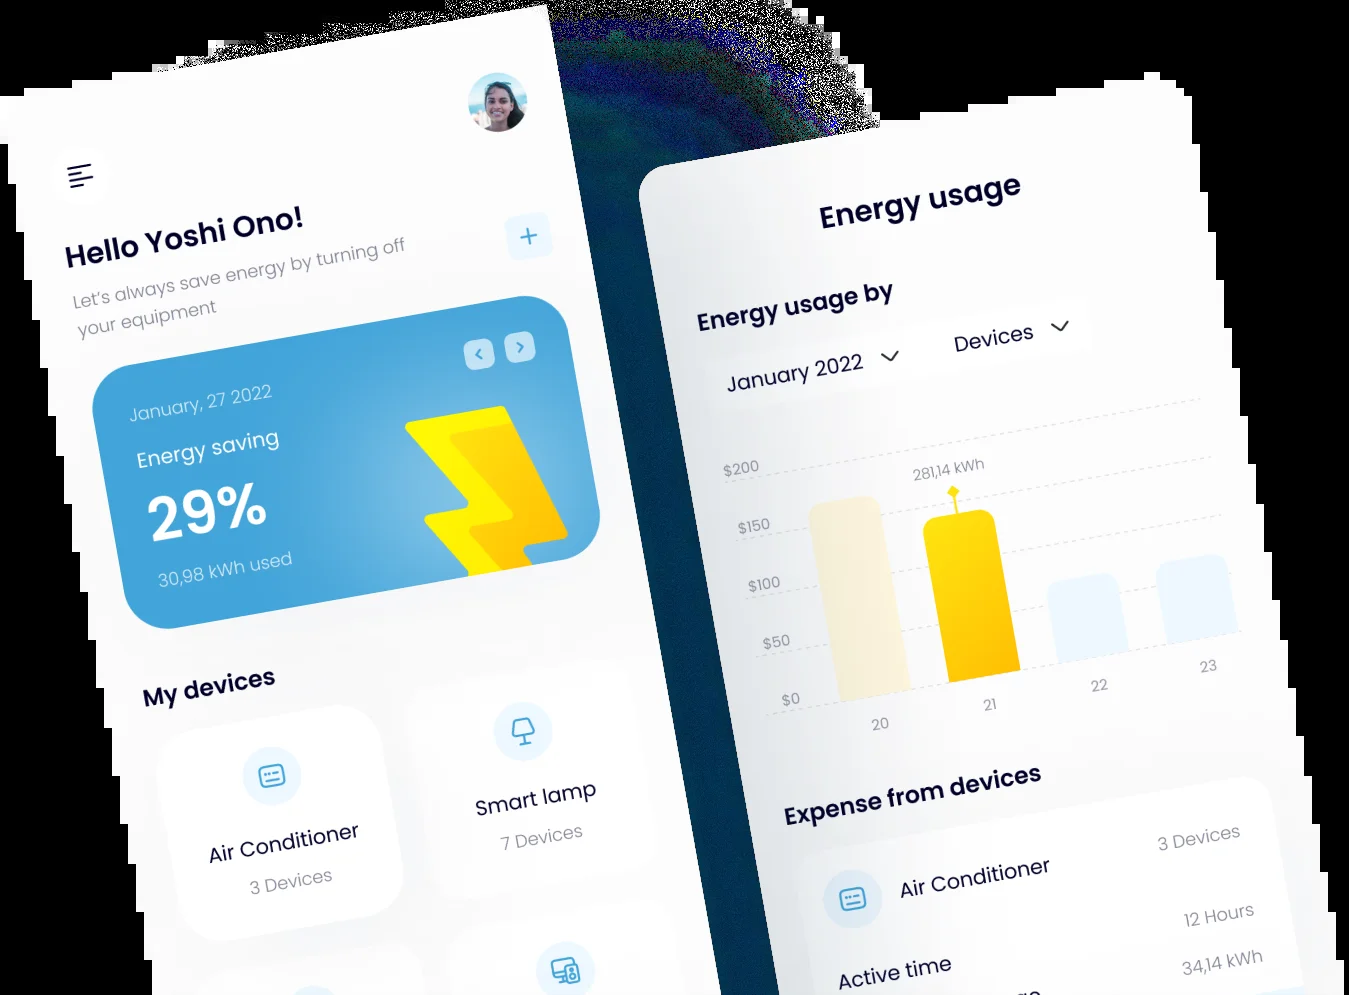 Hello Yoshi Ono!
Let's always save energy by turning off
your equipment
January, 27 2022
Energy saving
29%
30,98 kWh used
My devices
Air Conditioner
3 Devices
Smart lamp
7 Devices
Energy usage
Energy usage by
January 2022
Devices
$200
281,14 kWh
$150
$100
$50
$0
20
21
22
23
Expense from devices
Air Conditioner
3 Devices
12 Hours
Active time
34,14 kWh